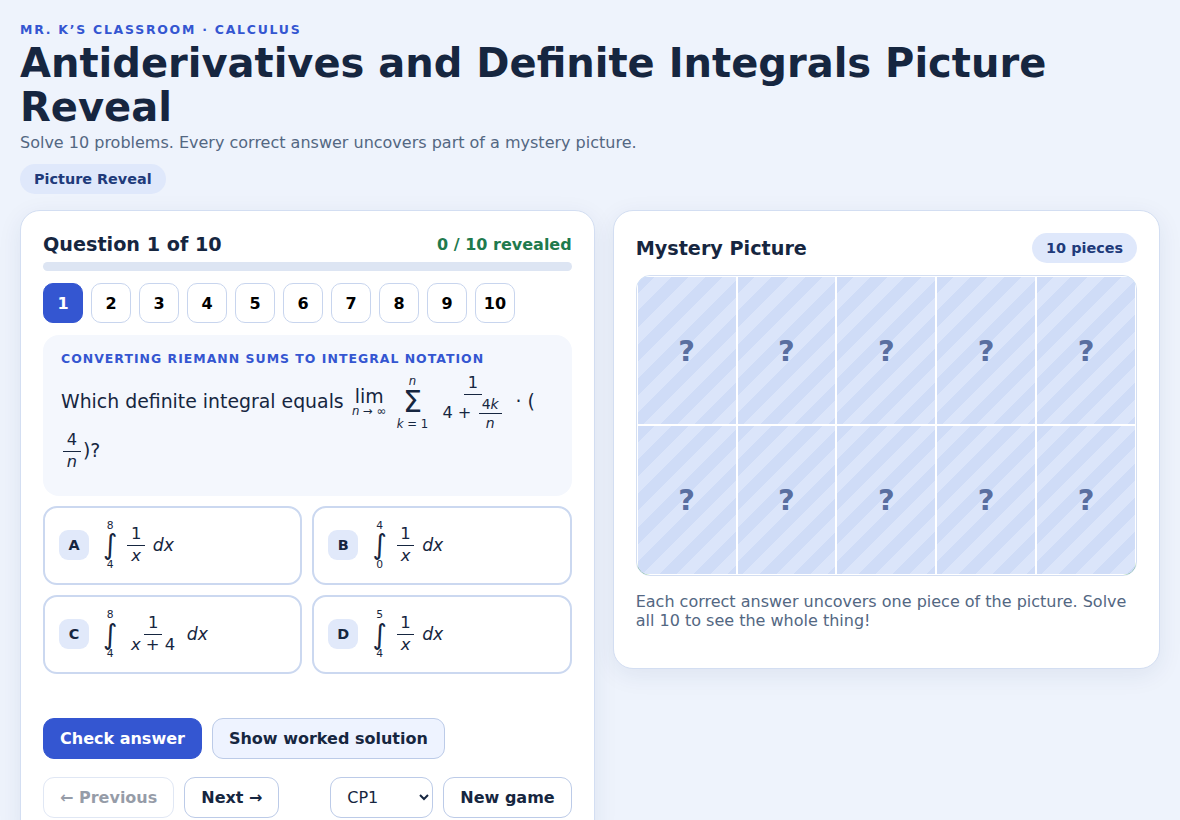 MR. K’S CLASSROOM · CALCULUS
Antiderivatives and Definite Integrals Picture
Reveal
Solve 10 problems. Every correct answer uncovers part of a mystery picture.
Picture Reveal
Question 1 of 10
0 / 10 revealed
1 2 3 4 5 6 7 8 9 10
CONVERTING RIEMANN SUMS TO INTEGRAL NOTATION
Which definite integral equals lim n → ∞ n Σ k = 1 1 / (4 + 4k/n) · (
4/n)?
A 8 ∫ 4 1/x dx
B 4 ∫ 0 1/x dx
C 8 ∫ 4 1/(x + 4) dx
D 5 ∫ 4 1/x dx
Check answer
Show worked solution
← Previous
Next →
CP1
New game
Mystery Picture
10 pieces
? ? ? ? ?
? ? ? ? ?
Each correct answer uncovers one piece of the picture. Solve
all 10 to see the whole thing!